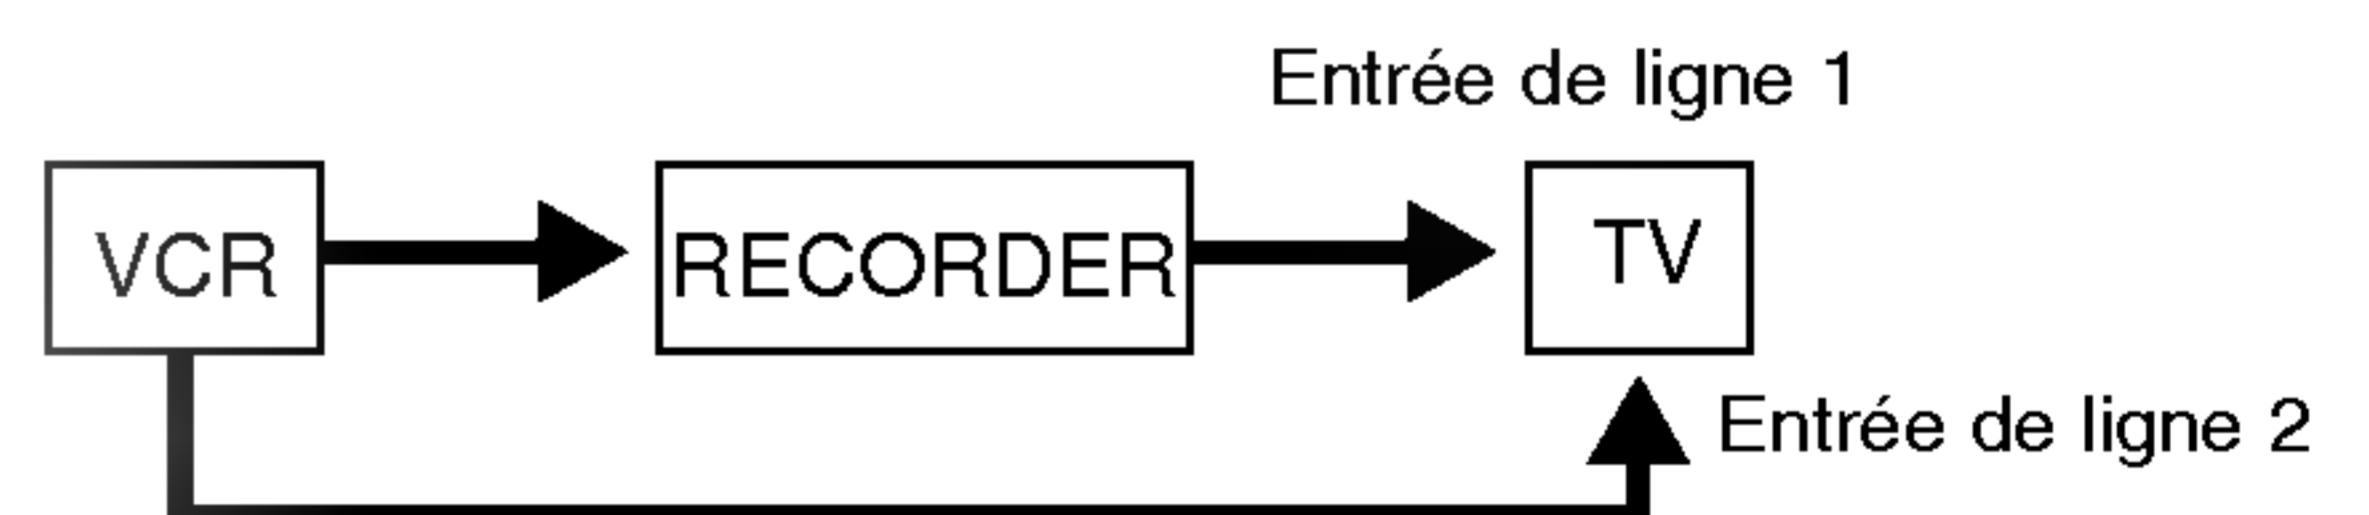 Entrée de ligne 1
VCR
RECORDER
TV
Entrée de ligne 2